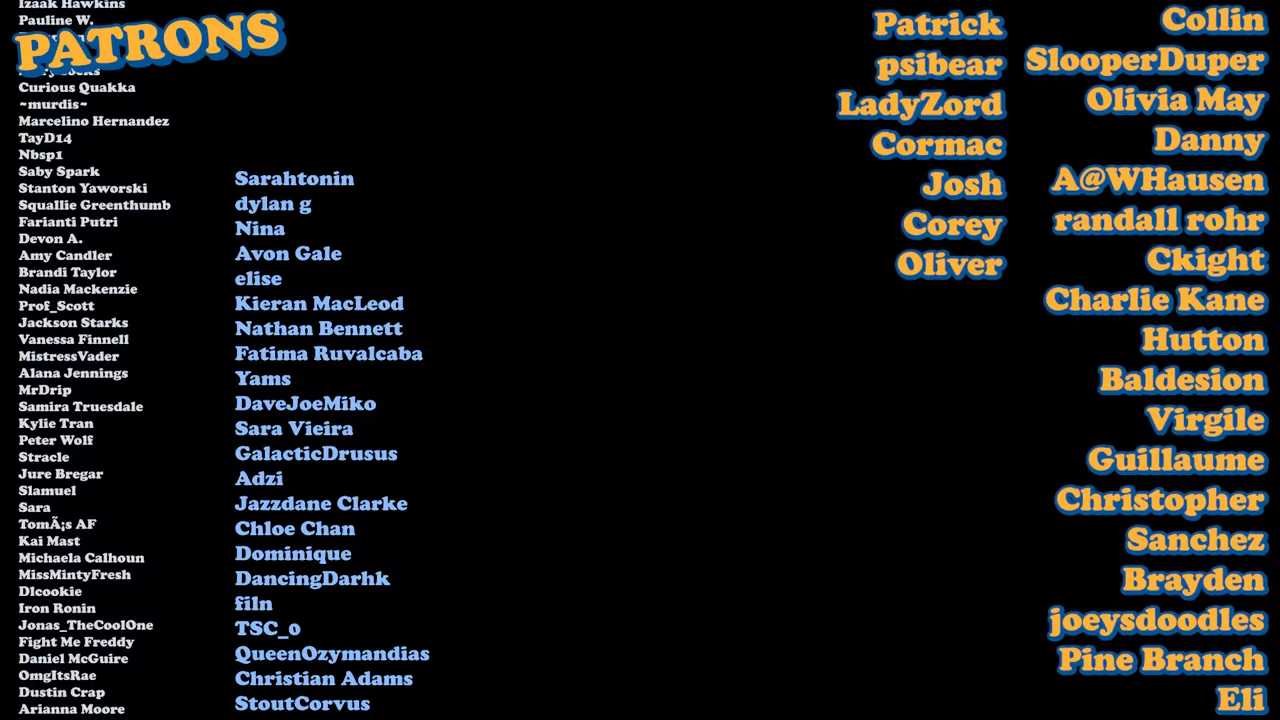 Izaak Hawkins
Pauline W.
PATRONS
Curious Quakka
~murdis~
Marcelino Hernandez
TayD14
Nbsp1
Saby Spark
Stanton Yaworski
Squallie Greenthumb
Farianti Putri
Devon A.
Amy Candler
Brandi Taylor
Nadia Mackenzie
Prof_Scott
Jackson Starks
Vanessa Finnell
MistressVader
Alana Jennings
MrDrip
Samira Truesdale
Kylie Tran
Peter Wolf
Stracle
Jure Bregar
Slamuel
Sara
TomÃ¡s AF
Kai Mast
Michaela Calhoun
MissMintyFresh
Dlcookie
Iron Ronin
Jonas_TheCoolOne
Fight Me Freddy
Daniel McGuire
OmgItsRae
Dustin Crap
Arianna Moore
Sarahtonin
dylan g
Nina
Avon Gale
elise
Kieran MacLeod
Nathan Bennett
Fatima Ruvalcaba
Yams
DaveJoeMiko
Sara Vieira
GalacticDrusus
Adzi
Jazzdane Clarke
Chloe Chan
Dominique
DancingDarhk
filn
TSC_0
QueenOzymandias
Christian Adams
StoutCorvus
Patrick
psibear
LadyZord
Cormac
Josh
Corey
Oliver
Collin
SlooperDuper
Olivia May
Danny
A@WHausen
randall rohr
Ckight
Charlie Kane
Hutton
Baldesion
Virgile
Guillaume
Christopher
Sanchez
Brayden
joeysdoodles
Pine Branch
Eli